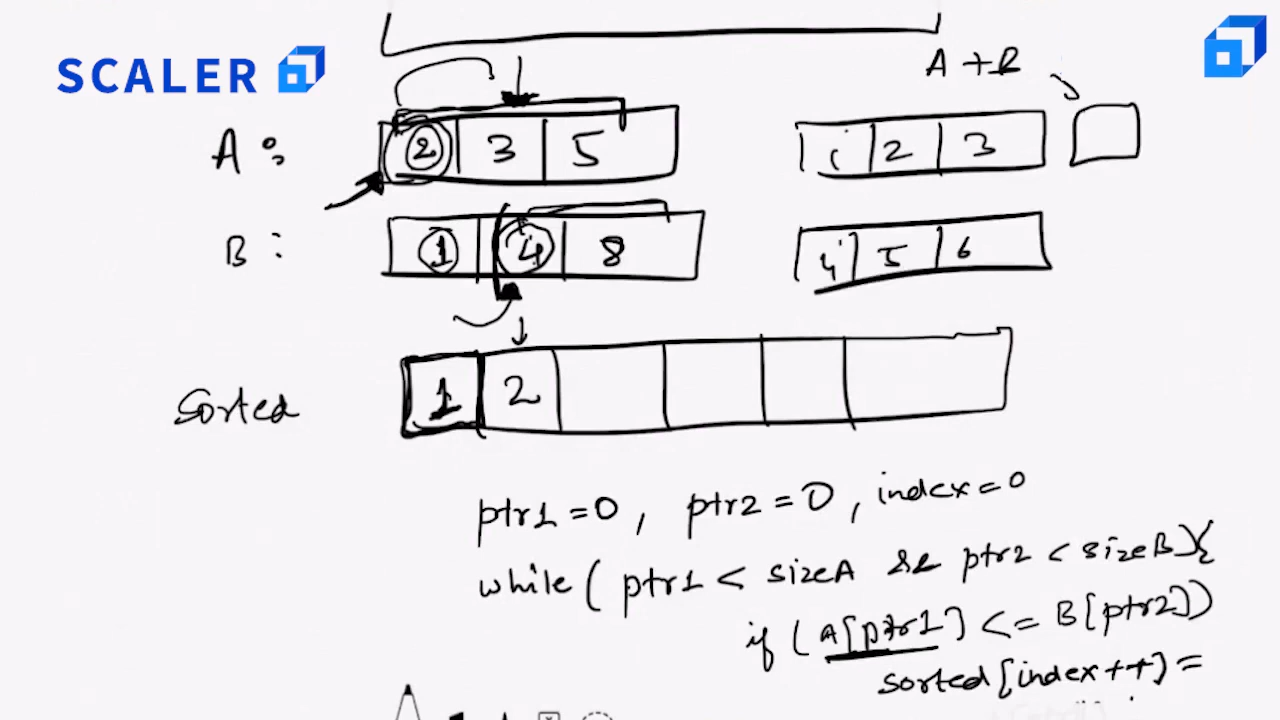 SCALER
A + B
A : 2 3 5
1 2 3
B : 1 4 8
4 5 6
Sorted 1 2
ptr1 = 0, ptr2 = 0, index = 0
while ( ptr1 < sizeA && ptr2 < sizeB){
if (A[ptr1] <= B[ptr2])
sorted[index++] =